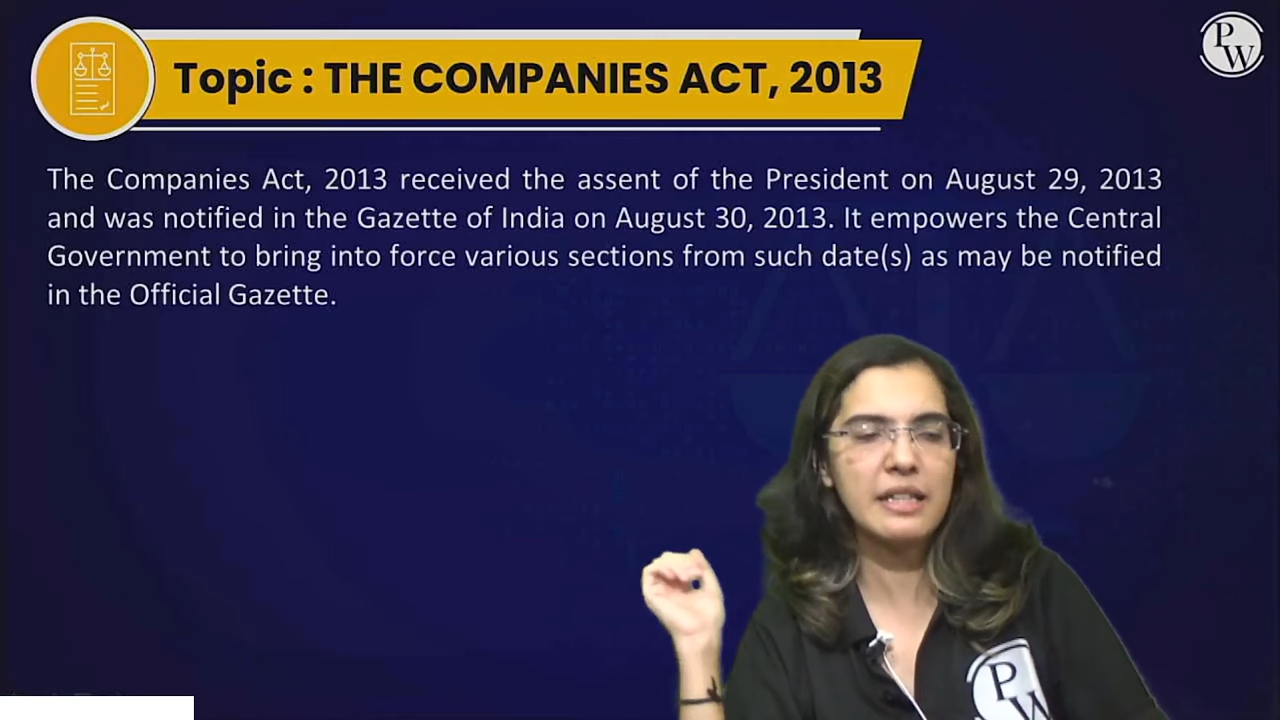 Topic : THE COMPANIES ACT, 2013
PW
The Companies Act, 2013 received the assent of the President on August 29, 2013
and was notified in the Gazette of India on August 30, 2013. It empowers the Central
Government to bring into force various sections from such date(s) as may be notified
in the Official Gazette.
PW